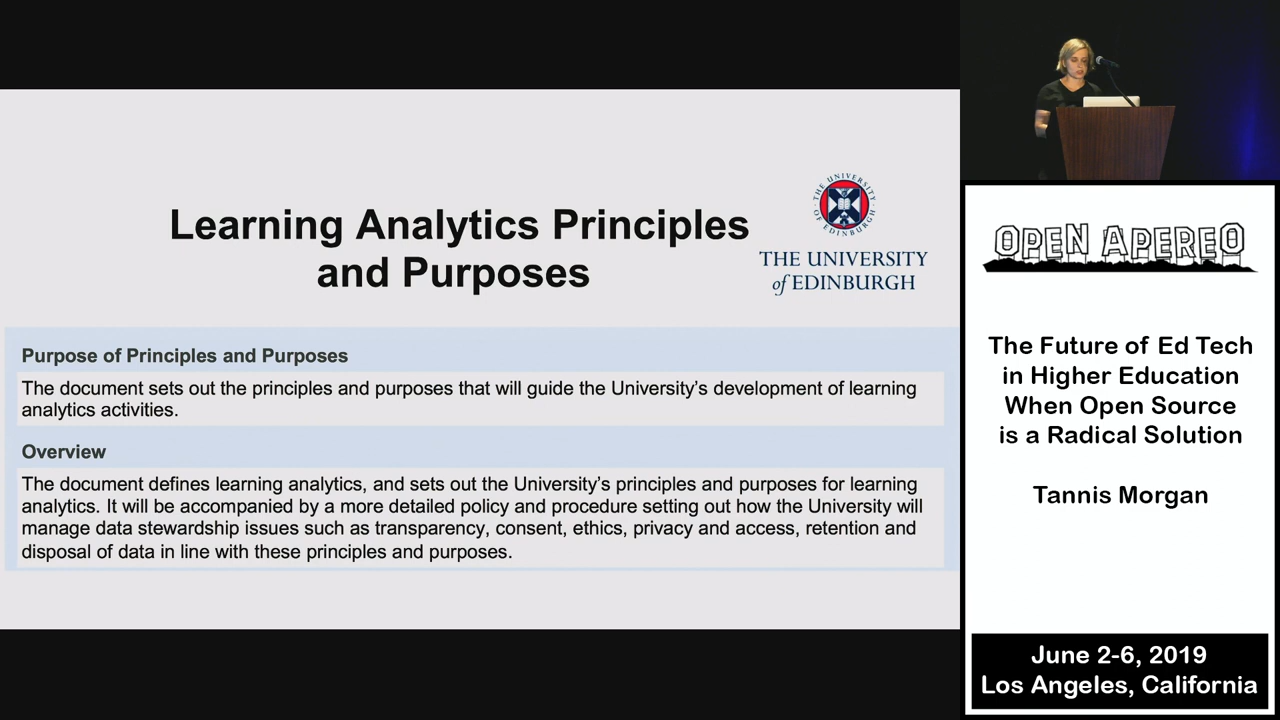 Learning Analytics Principles
and Purposes
THE UNIVERSITY OF EDINBURGH
THE UNIVERSITY
of EDINBURGH
Purpose of Principles and Purposes
The document sets out the principles and purposes that will guide the University's development of learning
analytics activities.
Overview
The document defines learning analytics, and sets out the University's principles and purposes for learning
analytics. It will be accompanied by a more detailed policy and procedure setting out how the University will
manage data stewardship issues such as transparency, consent, ethics, privacy and access, retention and
disposal of data in line with these principles and purposes.
OPEN APEREO
The Future of Ed Tech
in Higher Education
When Open Source
is a Radical Solution
Tannis Morgan
June 2-6, 2019
Los Angeles, California